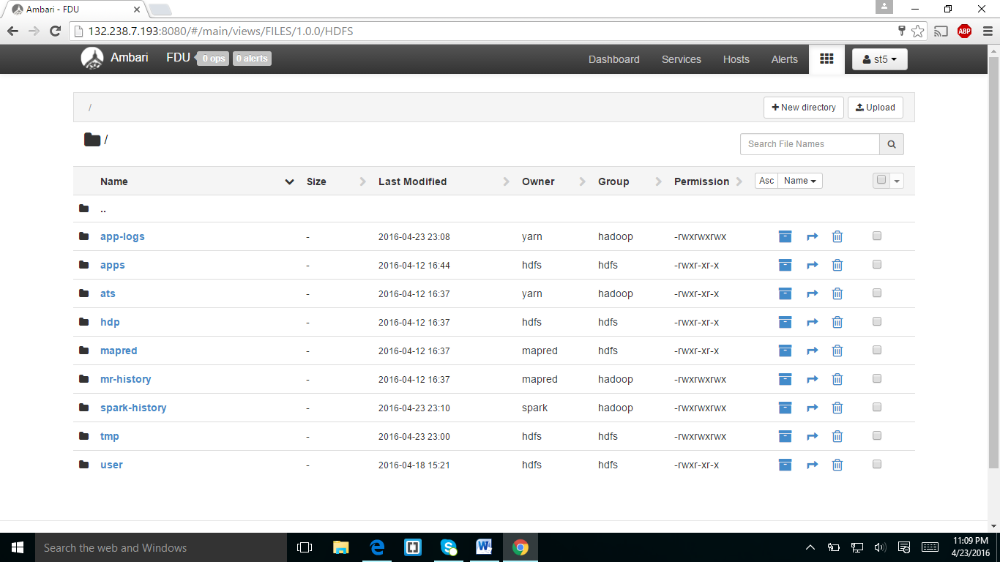 Ambari - FDU
132.238.7.193:8080/#/main/views/FILES/1.0.0/HDFS
ABP
Ambari FDU 0 ops 0 alerts Dashboard Services Hosts Alerts st5
/ New directory Upload
/ Search File Names
Name Size Last Modified Owner Group Permission Asc Name
..
app-logs - 2016-04-23 23:08 yarn hadoop -rwxrwxrwx
apps - 2016-04-12 16:44 hdfs hdfs -rwxr-xr-x
ats - 2016-04-12 16:37 yarn hadoop -rwxr-xr-x
hdp - 2016-04-12 16:37 hdfs hdfs -rwxr-xr-x
mapred - 2016-04-12 16:37 mapred hdfs -rwxr-xr-x
mr-history - 2016-04-12 16:37 mapred hadoop -rwxrwxrwx
spark-history - 2016-04-23 23:10 spark hadoop -rwxrwxrwx
tmp - 2016-04-23 23:00 hdfs hdfs -rwxrwxrwx
user - 2016-04-18 15:21 hdfs hdfs -rwxr-xr-x
Search the web and Windows
11:09 PM
4/23/2016